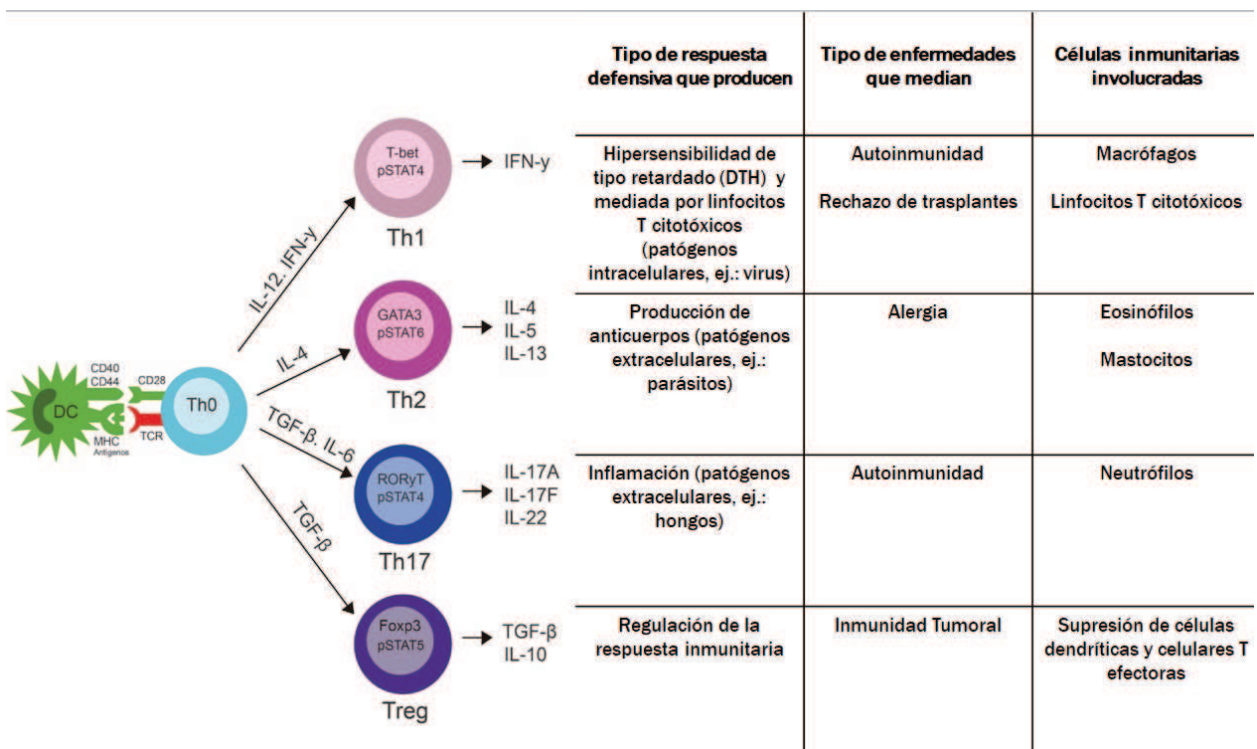 Tipo de respuesta
defensiva que producen
Tipo de enfermedades
que median
Células inmunitarias
involucradas
CD40
CD44
CD28
DC
Th0
MHC
Antígenos
TCR
IL-12. IFN-y
T-bet
pSTAT4
Th1
IFN-y
Hipersensibilidad de
tipo retardado (DTH) y
mediada por linfocitos
T citotóxicos
(patógenos
intracelulares, ej.: virus)
Autoinmunidad
Rechazo de trasplantes
Macrófagos
Linfocitos T citotóxicos
IL-4
GATA3
pSTAT6
Th2
IL-4
IL-5
IL-13
Producción de
anticuerpos (patógenos
extracelulares, ej.:
parásitos)
Alergia
Eosinófilos
Mastocitos
TGF-β. IL-6
RORyT
pSTAT4
Th17
IL-17A
IL-17F
IL-22
Inflamación (patógenos
extracelulares, ej.:
hongos)
Autoinmunidad
Neutrófilos
TGF-β
Foxp3
pSTAT5
Treg
TGF-β
IL-10
Regulación de la
respuesta inmunitaria
Inmunidad Tumoral
Supresión de células
dendríticas y celulares T
efectoras